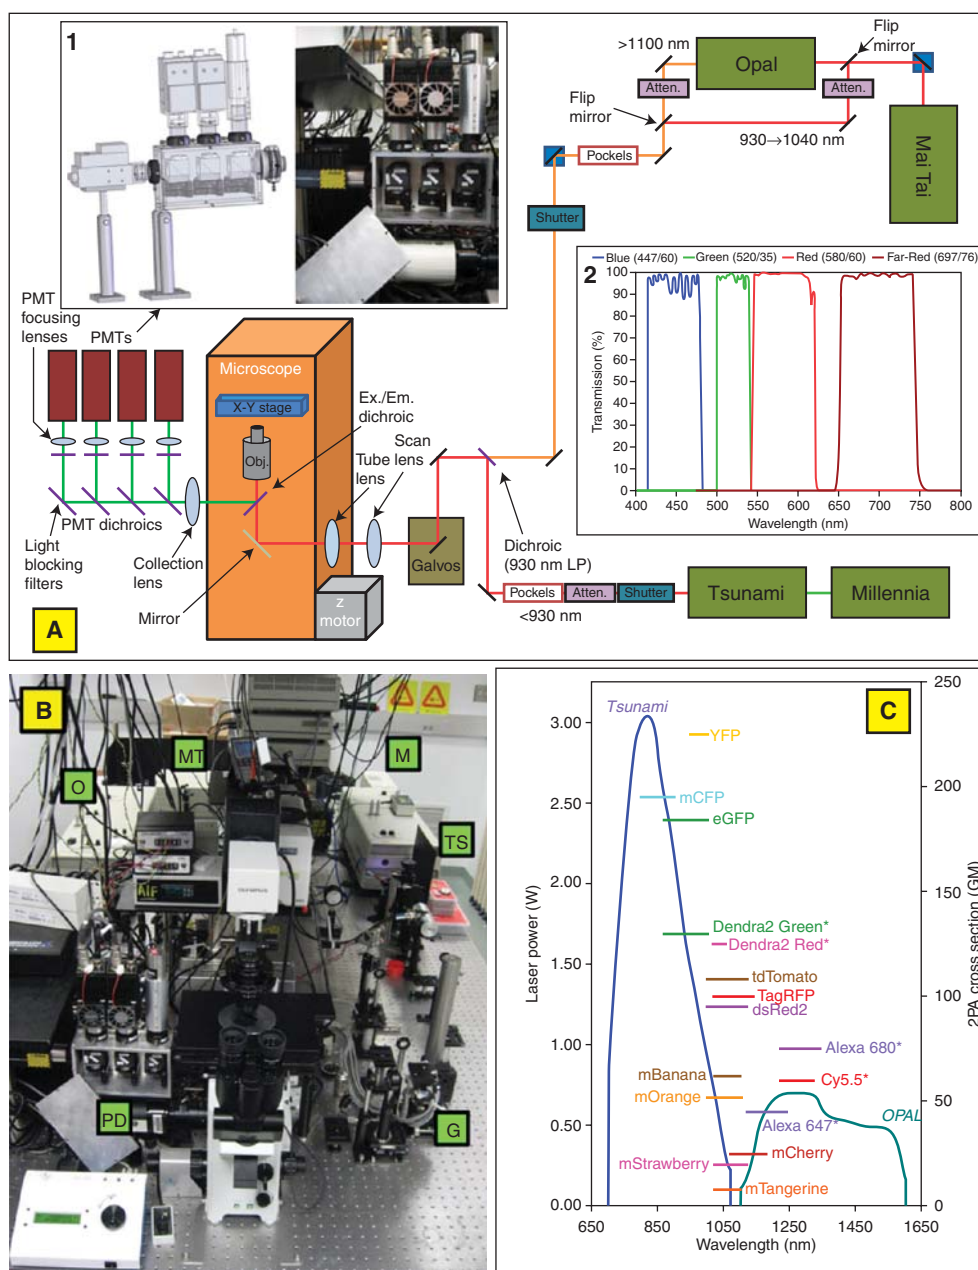 1
PMT
focusing
lenses
PMTs
Microscope
X-Y stage
Obj.
Ex./Em.
dichroic
Scan
Tube lens
lens
PMT dichroics
Light
blocking
filters
Collection
lens
Mirror
Galvos
z
motor
A
>1100 nm
Opal
Flip
mirror
Atten.
Atten.
Flip
mirror
930→1040 nm
Mai Tai
Pockels
Shutter
Dichroic
(930 nm LP)
Pockels
Atten.
Shutter
<930 nm
Tsunami
Millennia
Blue (447/60)
Green (520/35)
Red (580/60)
Far-Red (697/76)
2
Transmission (%)
100
90
80
70
60
50
40
30
20
10
0
400 450 500 550 600 650 700 750 800
Wavelength (nm)
B
MT
M
O
TS
PD
G
OLYMPUS
C
Tsunami
YFP
mCFP
eGFP
Dendra2 Green*
Dendra2 Red*
tdTomato
TagRFP
dsRed2
Alexa 680*
mBanana
Cy5.5*
mOrange
OPAL
Alexa 647*
mCherry
mStrawberry
mTangerine
Laser power (W)
3.00
2.50
2.00
1.50
1.00
0.50
0.00
2PA cross section (GM)
250
200
150
100
50
0
650 850 1050 1250 1450 1650
Wavelength (nm)